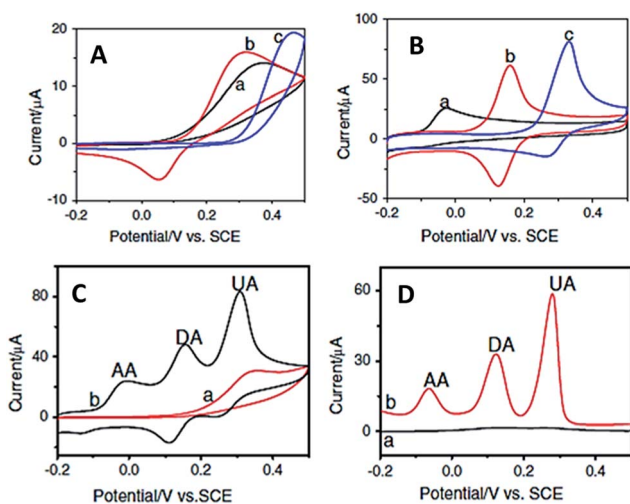 A
20
10
0
-10
Current/µA
a
b
c
0.0
0.2
0.4
Potential/V vs. SCE
B
100
50
0
-50
Current/µA
a
b
c
-0.2
0.0
0.2
0.4
Potential/V vs. SCE
C
80
40
0
Current/µA
AA
DA
UA
a
b
-0.2
0.0
0.2
0.4
Potential/V vs.SCE
D
60
30
0
Current/µA
AA
DA
UA
b
a
-0.2
0.0
0.2
0.4
Potential/V vs. SCE